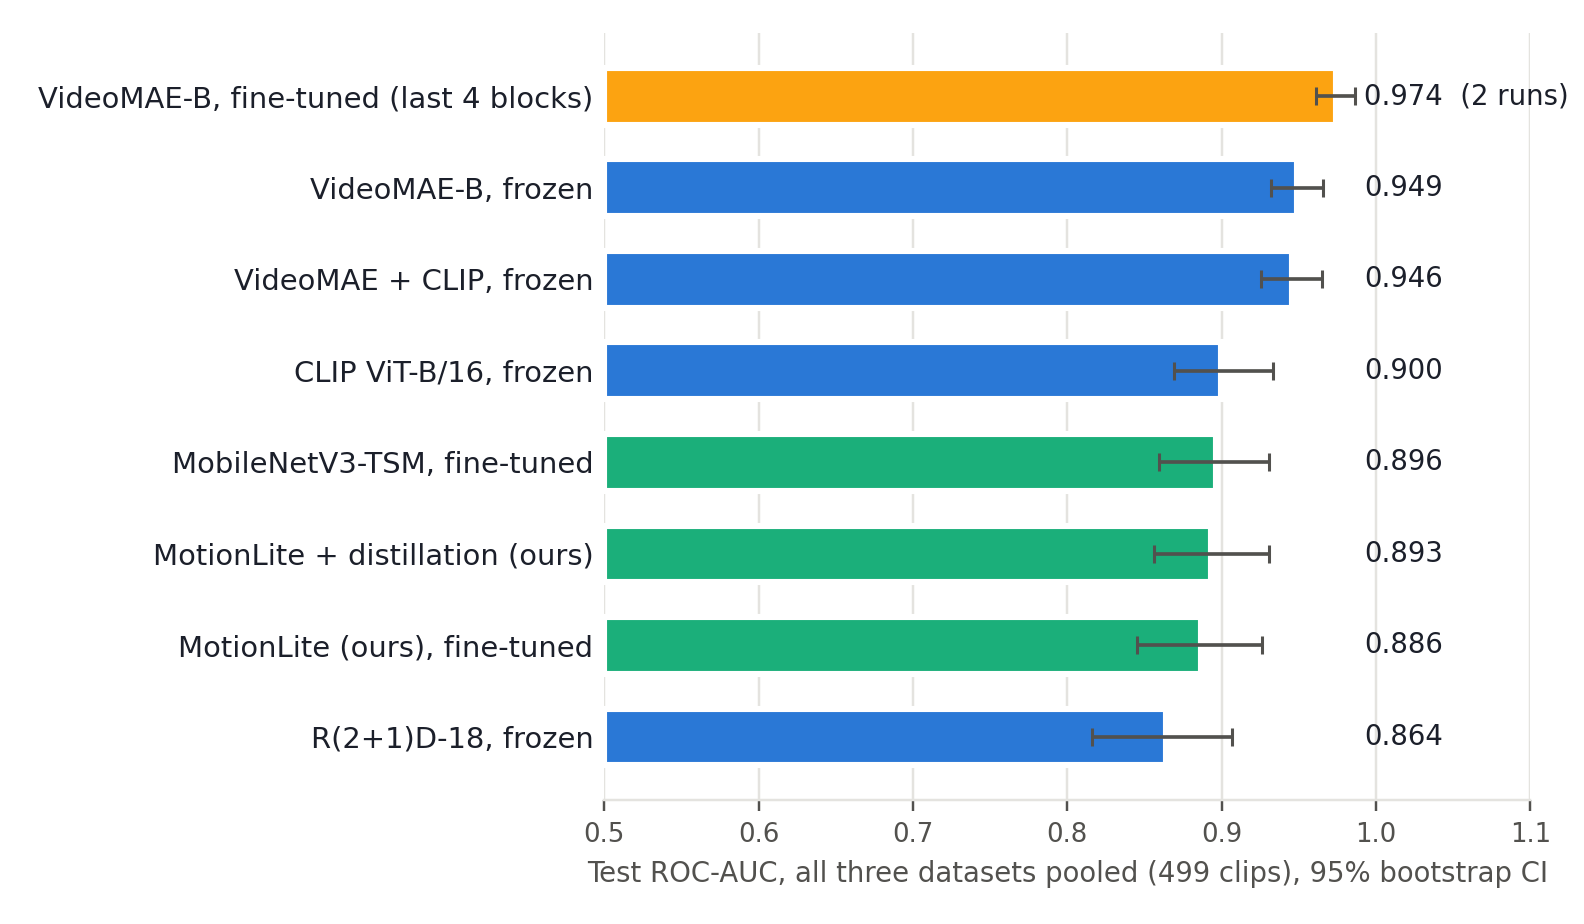 VideoMAE-B, fine-tuned (last 4 blocks) 0.974 (2 runs)
VideoMAE-B, frozen 0.949
VideoMAE + CLIP, frozen 0.946
CLIP ViT-B/16, frozen 0.900
MobileNetV3-TSM, fine-tuned 0.896
MotionLite + distillation (ours) 0.893
MotionLite (ours), fine-tuned 0.886
R(2+1)D-18, frozen 0.864
0.5 0.6 0.7 0.8 0.9 1.0 1.1
Test ROC-AUC, all three datasets pooled (499 clips), 95% bootstrap CI